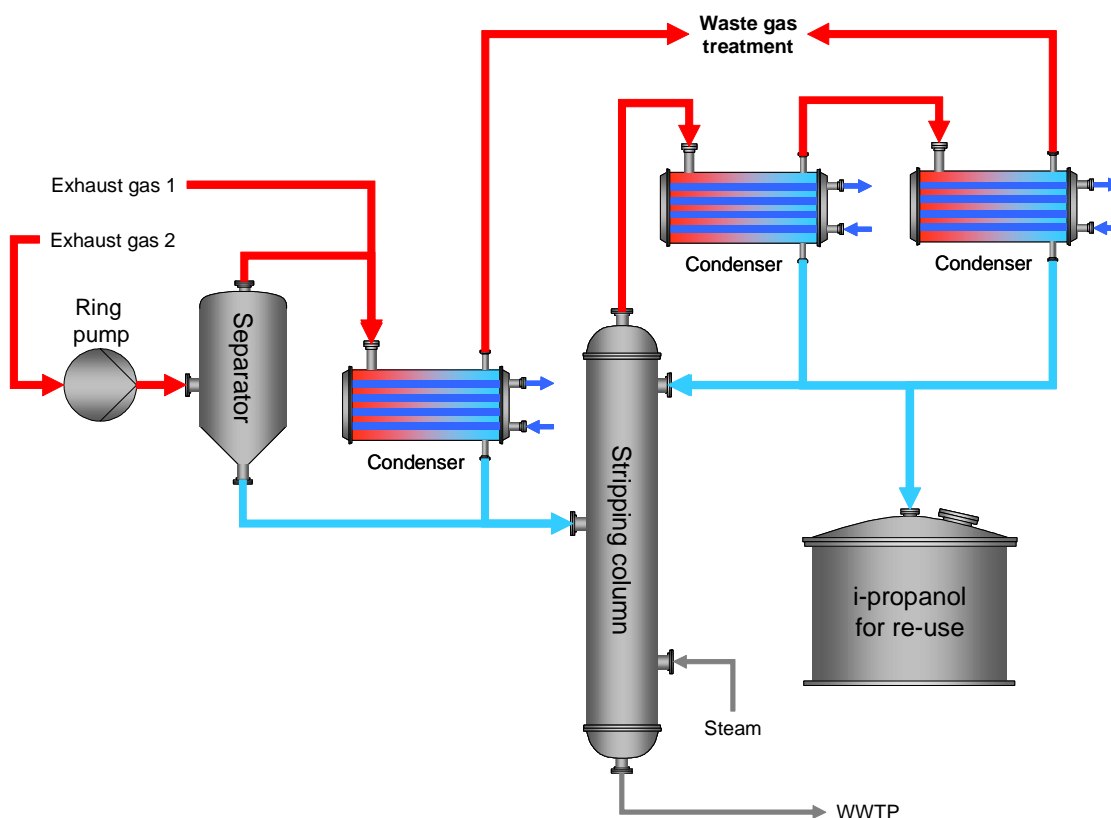 Waste gas
treatment
Exhaust gas 1
Exhaust gas 2
Ring
pump
Separator
Condenser
Condenser
Condenser
Stripping column
i-propanol
for re-use
Steam
WWTP